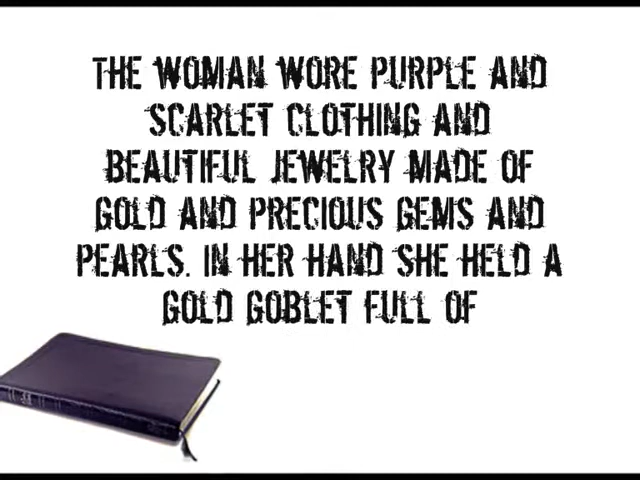 THE WOMAN WORE PURPLE AND
SCARLET CLOTHING AND
BEAUTIFUL JEWELRY MADE OF
GOLD AND PRECIOUS GEMS AND
PEARLS. IN HER HAND SHE HELD A
GOLD GOBLET FULL OF